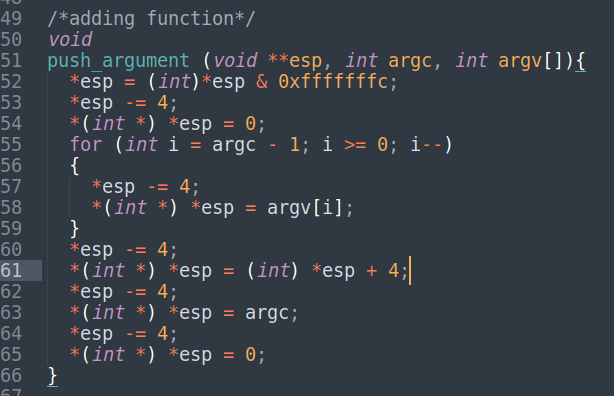 49 /*adding function*/
50 void
51 push_argument (void **esp, int argc, int argv[]){
52   *esp = (int)*esp & 0xfffffffc;
53   *esp -= 4;
54   *(int *) *esp = 0;
55   for (int i = argc - 1; i >= 0; i--)
56   {
57     *esp -= 4;
58     *(int *) *esp = argv[i];
59   }
60   *esp -= 4;
61   *(int *) *esp = (int) *esp + 4;
62   *esp -= 4;
63   *(int *) *esp = argc;
64   *esp -= 4;
65   *(int *) *esp = 0;
66 }